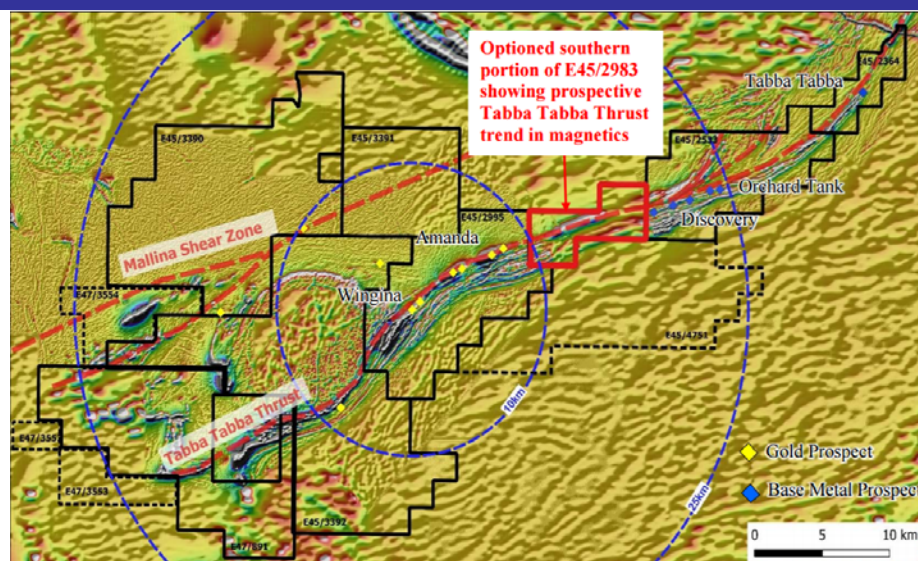 Optioned southern
portion of E45/2983
showing prospective
Tabba Tabba Thrust
trend in magnetics
E45/2364
Tabba Tabba
E45/3390
E45/3391
Orchard Tank
Discovery
E45/2995
Amanda
Mallina Shear Zone
Wingina
E47/3554
E45/4751
10km
25km
Tabba Tabba Thrust
E47/3553
E45/3392
E47/891
Gold Prospect
Base Metal Prospect
0 5 10 km